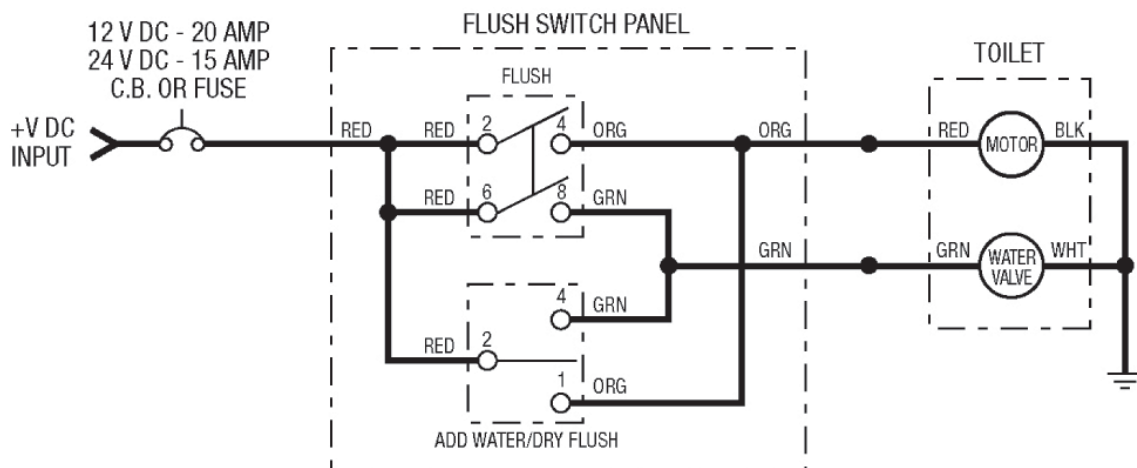 FLUSH SWITCH PANEL
12 V DC - 20 AMP
24 V DC - 15 AMP
C.B. OR FUSE
TOILET
FLUSH
+V DC
INPUT
RED RED 2 4 ORG ORG RED MOTOR BLK
RED 6 8 GRN
GRN GRN WATER
VALVE WHT
4 GRN
RED 2
1 ORG
ADD WATER/DRY FLUSH